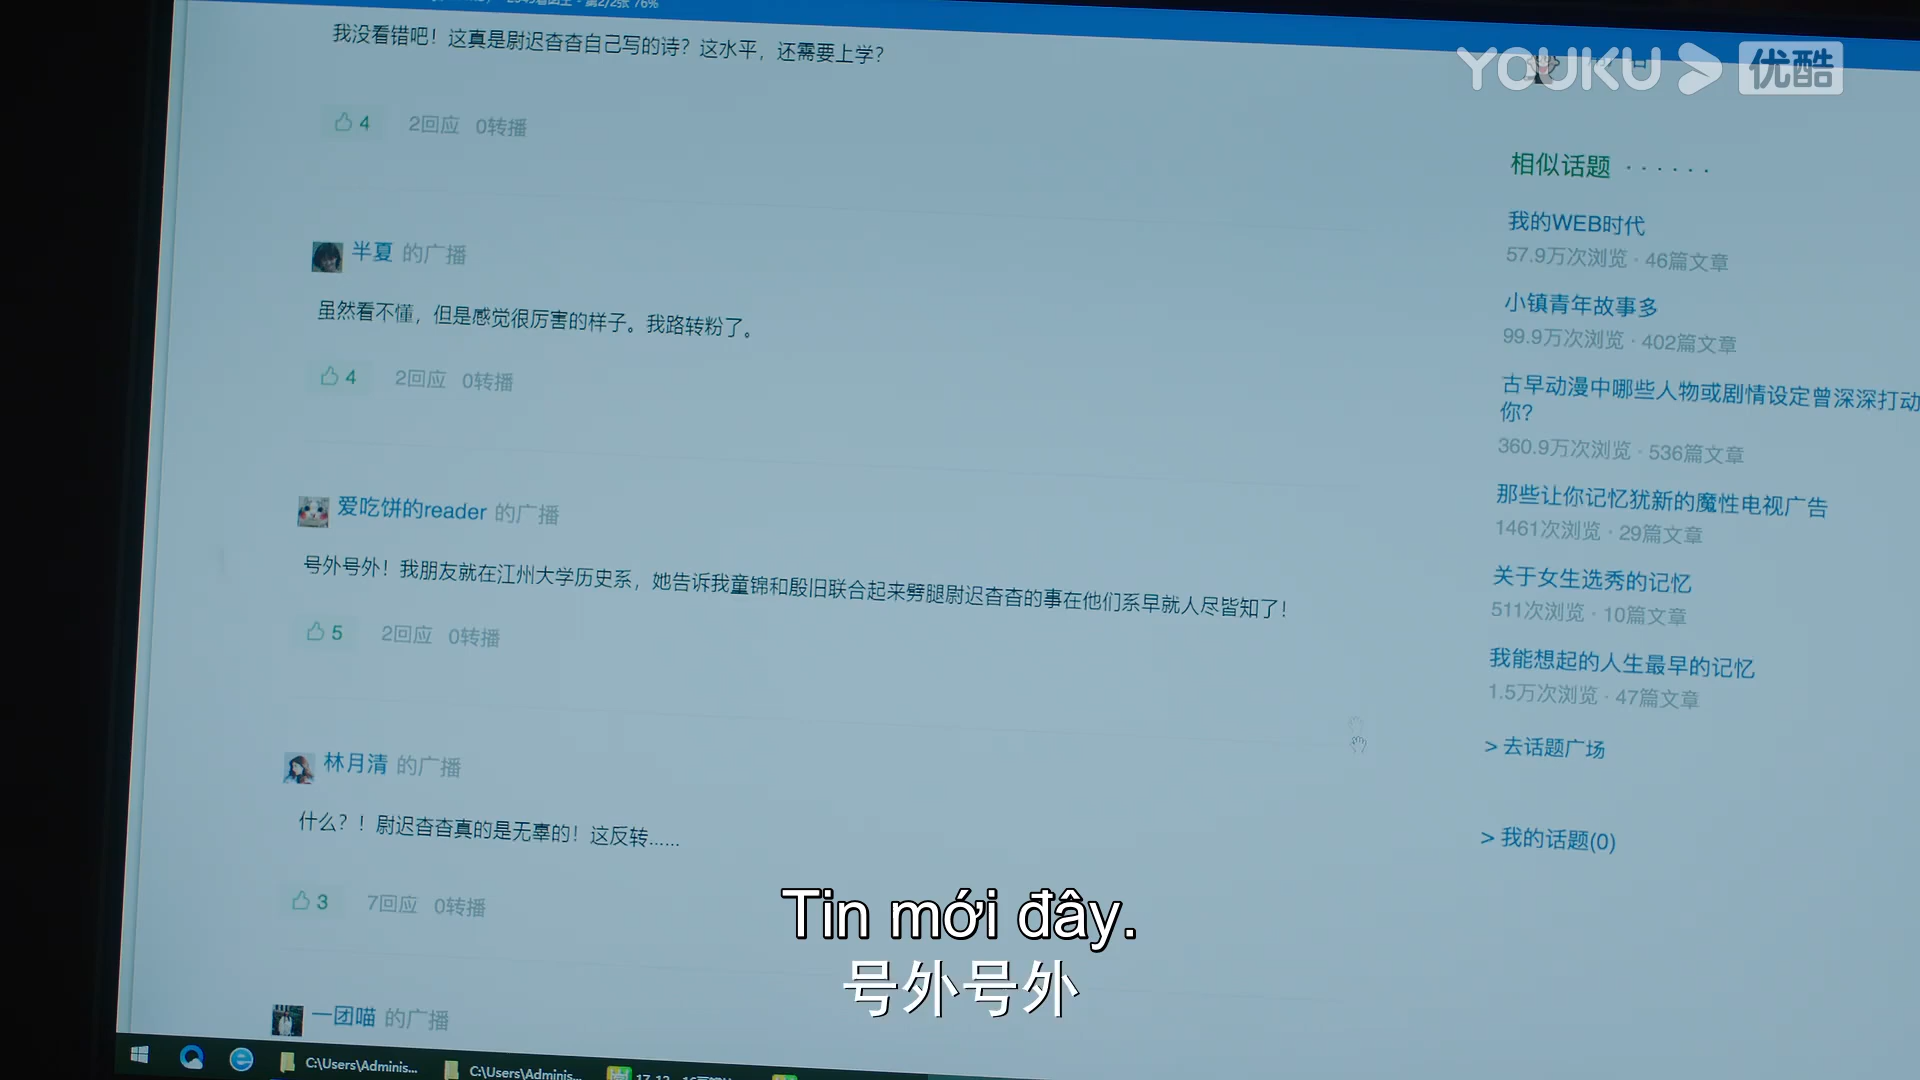 我没看错吧！这真是尉迟杳杳自己写的诗？这水平，还需要上学？
YOUKU 优酷
4 2回应 0转播
相似话题 · · · · · ·
半夏 的广播
我的WEB时代
57.9万次浏览 · 46篇文章
虽然看不懂，但是感觉很厉害的样子。我路转粉了。
小镇青年故事多
99.9万次浏览 · 402篇文章
4 2回应 0转播
古早动漫中哪些人物或剧情设定曾深深打动
你？
360.9万次浏览 · 536篇文章
爱吃饼的reader 的广播
那些让你记忆犹新的魔性电视广告
1461次浏览 · 29篇文章
号外号外！我朋友就在江州大学历史系，她告诉我童锦和殷旧联合起来劈腿尉迟杳杳的事在他们系早就人尽皆知了！
关于女生选秀的记忆
511次浏览 · 10篇文章
5 2回应 0转播
我能想起的人生最早的记忆
1.5万次浏览 · 47篇文章
林月清 的广播
> 去话题广场
什么？！尉迟杳杳真的是无辜的！这反转......
> 我的话题(0)
3 7回应 0转播
Tin mới đây.
号外号外
一团喵 的广播
C:\Users\Adminis...
C:\Users\Adminis...